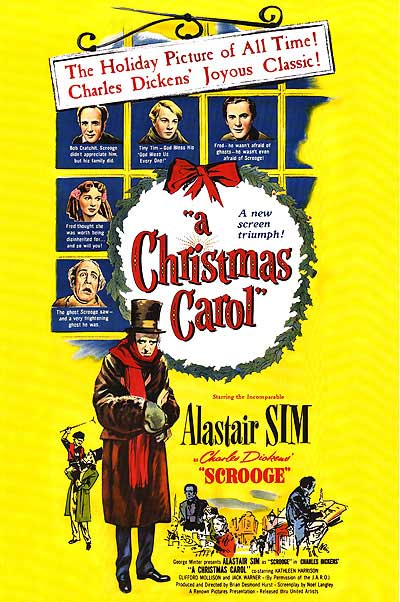 The Holiday Picture of All Time!
Charles Dickens' Joyous Classic!
Bob Cratchit. Scrooge
didn't appreciate him,
but his family did.
Tiny Tim – God Bless His
"God Bless Us
Every One!"
Fred – he wasn't afraid of
ghosts – he wasn't even
afraid of Scrooge!
Fred thought she
was worth being
disinherited for...
and so will you!
The ghost Scrooge saw –
and a very frightening
ghost he was.
A new
screen
triumph!
"a
Christmas
Carol"
Starring the Incomparable
Alastair SIM
as Charles Dickens'
"SCROOGE"
George Minter presents ALASTAIR SIM as "SCROOGE" in CHARLES DICKENS'
"A CHRISTMAS CAROL" co-starring KATHLEEN HARRISON
CLIFFORD MOLLISON and JACK WARNER - (By Permission of the J.A.R.O.)
Produced and Directed by Brian Desmond Hurst - Screenplay by Noel Langley
A Renown Pictures Presentation - Released thru United Artists